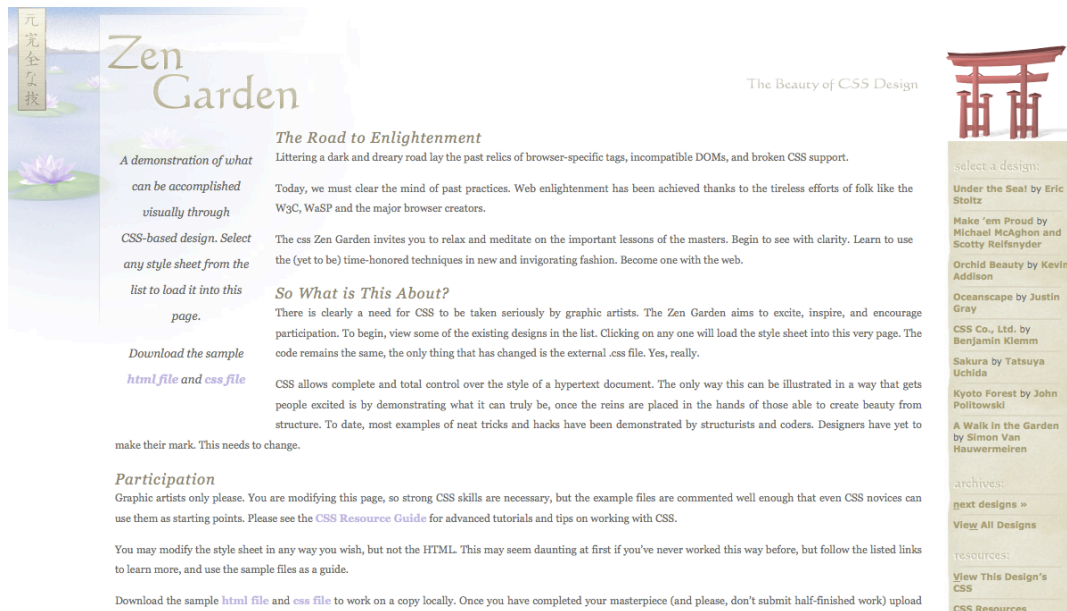 元
完
全
な
技
Zen
Garden
The Beauty of CSS Design
A demonstration of what
can be accomplished
visually through
CSS-based design. Select
any style sheet from the
list to load it into this
page.
Download the sample
html file and css file
The Road to Enlightenment
Littering a dark and dreary road lay the past relics of browser-specific tags, incompatible DOMs, and broken CSS support.
Today, we must clear the mind of past practices. Web enlightenment has been achieved thanks to the tireless efforts of folk like the
W3C, WaSP and the major browser creators.
The css Zen Garden invites you to relax and meditate on the important lessons of the masters. Begin to see with clarity. Learn to use
the (yet to be) time-honored techniques in new and invigorating fashion. Become one with the web.
So What is This About?
There is clearly a need for CSS to be taken seriously by graphic artists. The Zen Garden aims to excite, inspire, and encourage
participation. To begin, view some of the existing designs in the list. Clicking on any one will load the style sheet into this very page. The
code remains the same, the only thing that has changed is the external .css file. Yes, really.
CSS allows complete and total control over the style of a hypertext document. The only way this can be illustrated in a way that gets
people excited is by demonstrating what it can truly be, once the reins are placed in the hands of those able to create beauty from
structure. To date, most examples of neat tricks and hacks have been demonstrated by structurists and coders. Designers have yet to
make their mark. This needs to change.
Participation
Graphic artists only please. You are modifying this page, so strong CSS skills are necessary, but the example files are commented well enough that even CSS novices can
use them as starting points. Please see the CSS Resource Guide for advanced tutorials and tips on working with CSS.
You may modify the style sheet in any way you wish, but not the HTML. This may seem daunting at first if you've never worked this way before, but follow the listed links
to learn more, and use the sample files as a guide.
Download the sample html file and css file to work on a copy locally. Once you have completed your masterpiece (and please, don't submit half-finished work) upload
select a design:
Under the Sea! by Eric
Stoltz
Make 'em Proud by
Michael McAghon and
Scotty Reifsnyder
Orchid Beauty by Kevin
Addison
Oceanscape by Justin
Gray
CSS Co., Ltd. by
Benjamin Klemm
Sakura by Tatsuya
Uchida
Kyoto Forest by John
Politowski
A Walk in the Garden
by Simon Van
Hauwermeiren
archives:
next designs »
View All Designs
resources:
View This Design's
CSS
CSS Resources